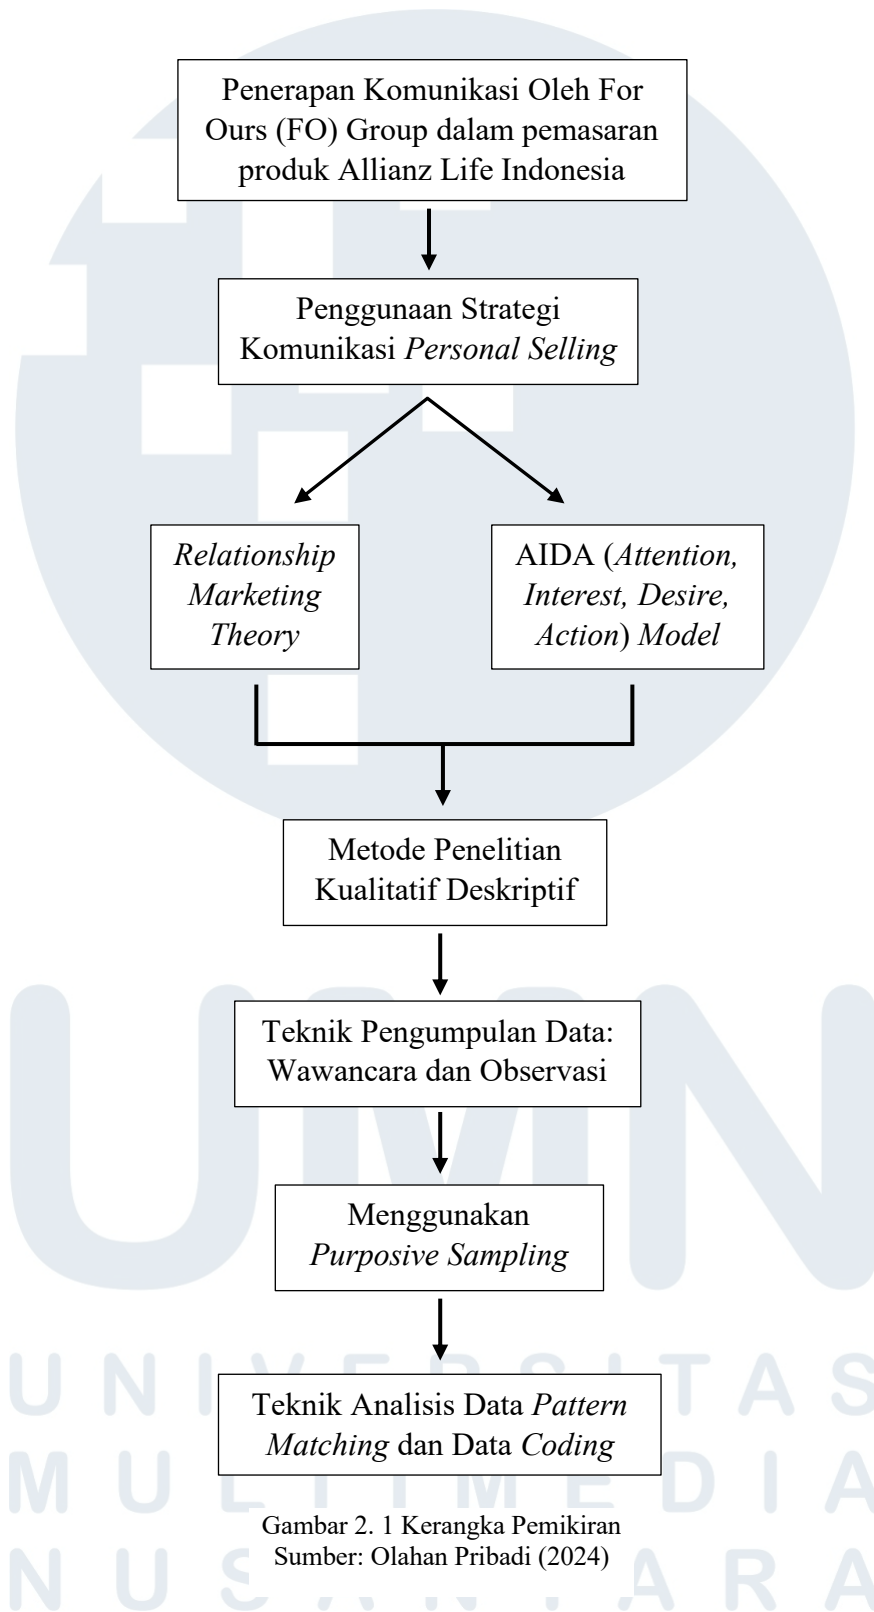 Penerapan Komunikasi Oleh For
Ours (FO) Group dalam pemasaran
produk Allianz Life Indonesia
Penggunaan Strategi
Komunikasi Personal Selling
Relationship
Marketing
Theory
AIDA (Attention,
Interest, Desire,
Action) Model
Metode Penelitian
Kualitatif Deskriptif
Teknik Pengumpulan Data:
Wawancara dan Observasi
Menggunakan
Purposive Sampling
Teknik Analisis Data Pattern
Matching dan Data Coding
Gambar 2. 1 Kerangka Pemikiran
Sumber: Olahan Pribadi (2024)
UMN
UNIVERSITAS
MULTIMEDIA
NUSANTARA